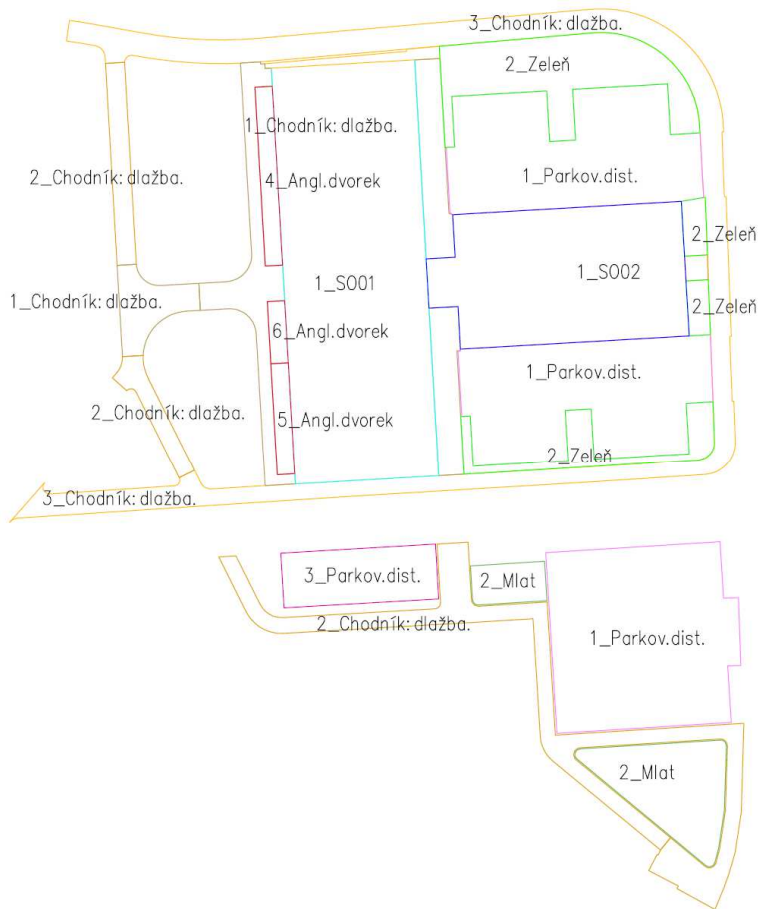 3_Chodník: dlažba.
2_Zeleň
1_Chodník: dlažba.
2_Chodník: dlažba.
4_Angl.dvorek
1_Parkov.dist.
2_Zeleň
1_SO01
1_SO02
1_Chodník: dlažba.
2_Zeleň
6_Angl.dvorek
1_Parkov.dist.
2_Chodník: dlažba.
5_Angl.dvorek
2_Zeleň
3_Chodník: dlažba.
3_Parkov.dist.
2_Mlat
2_Chodník: dlažba.
1_Parkov.dist.
2_Mlat